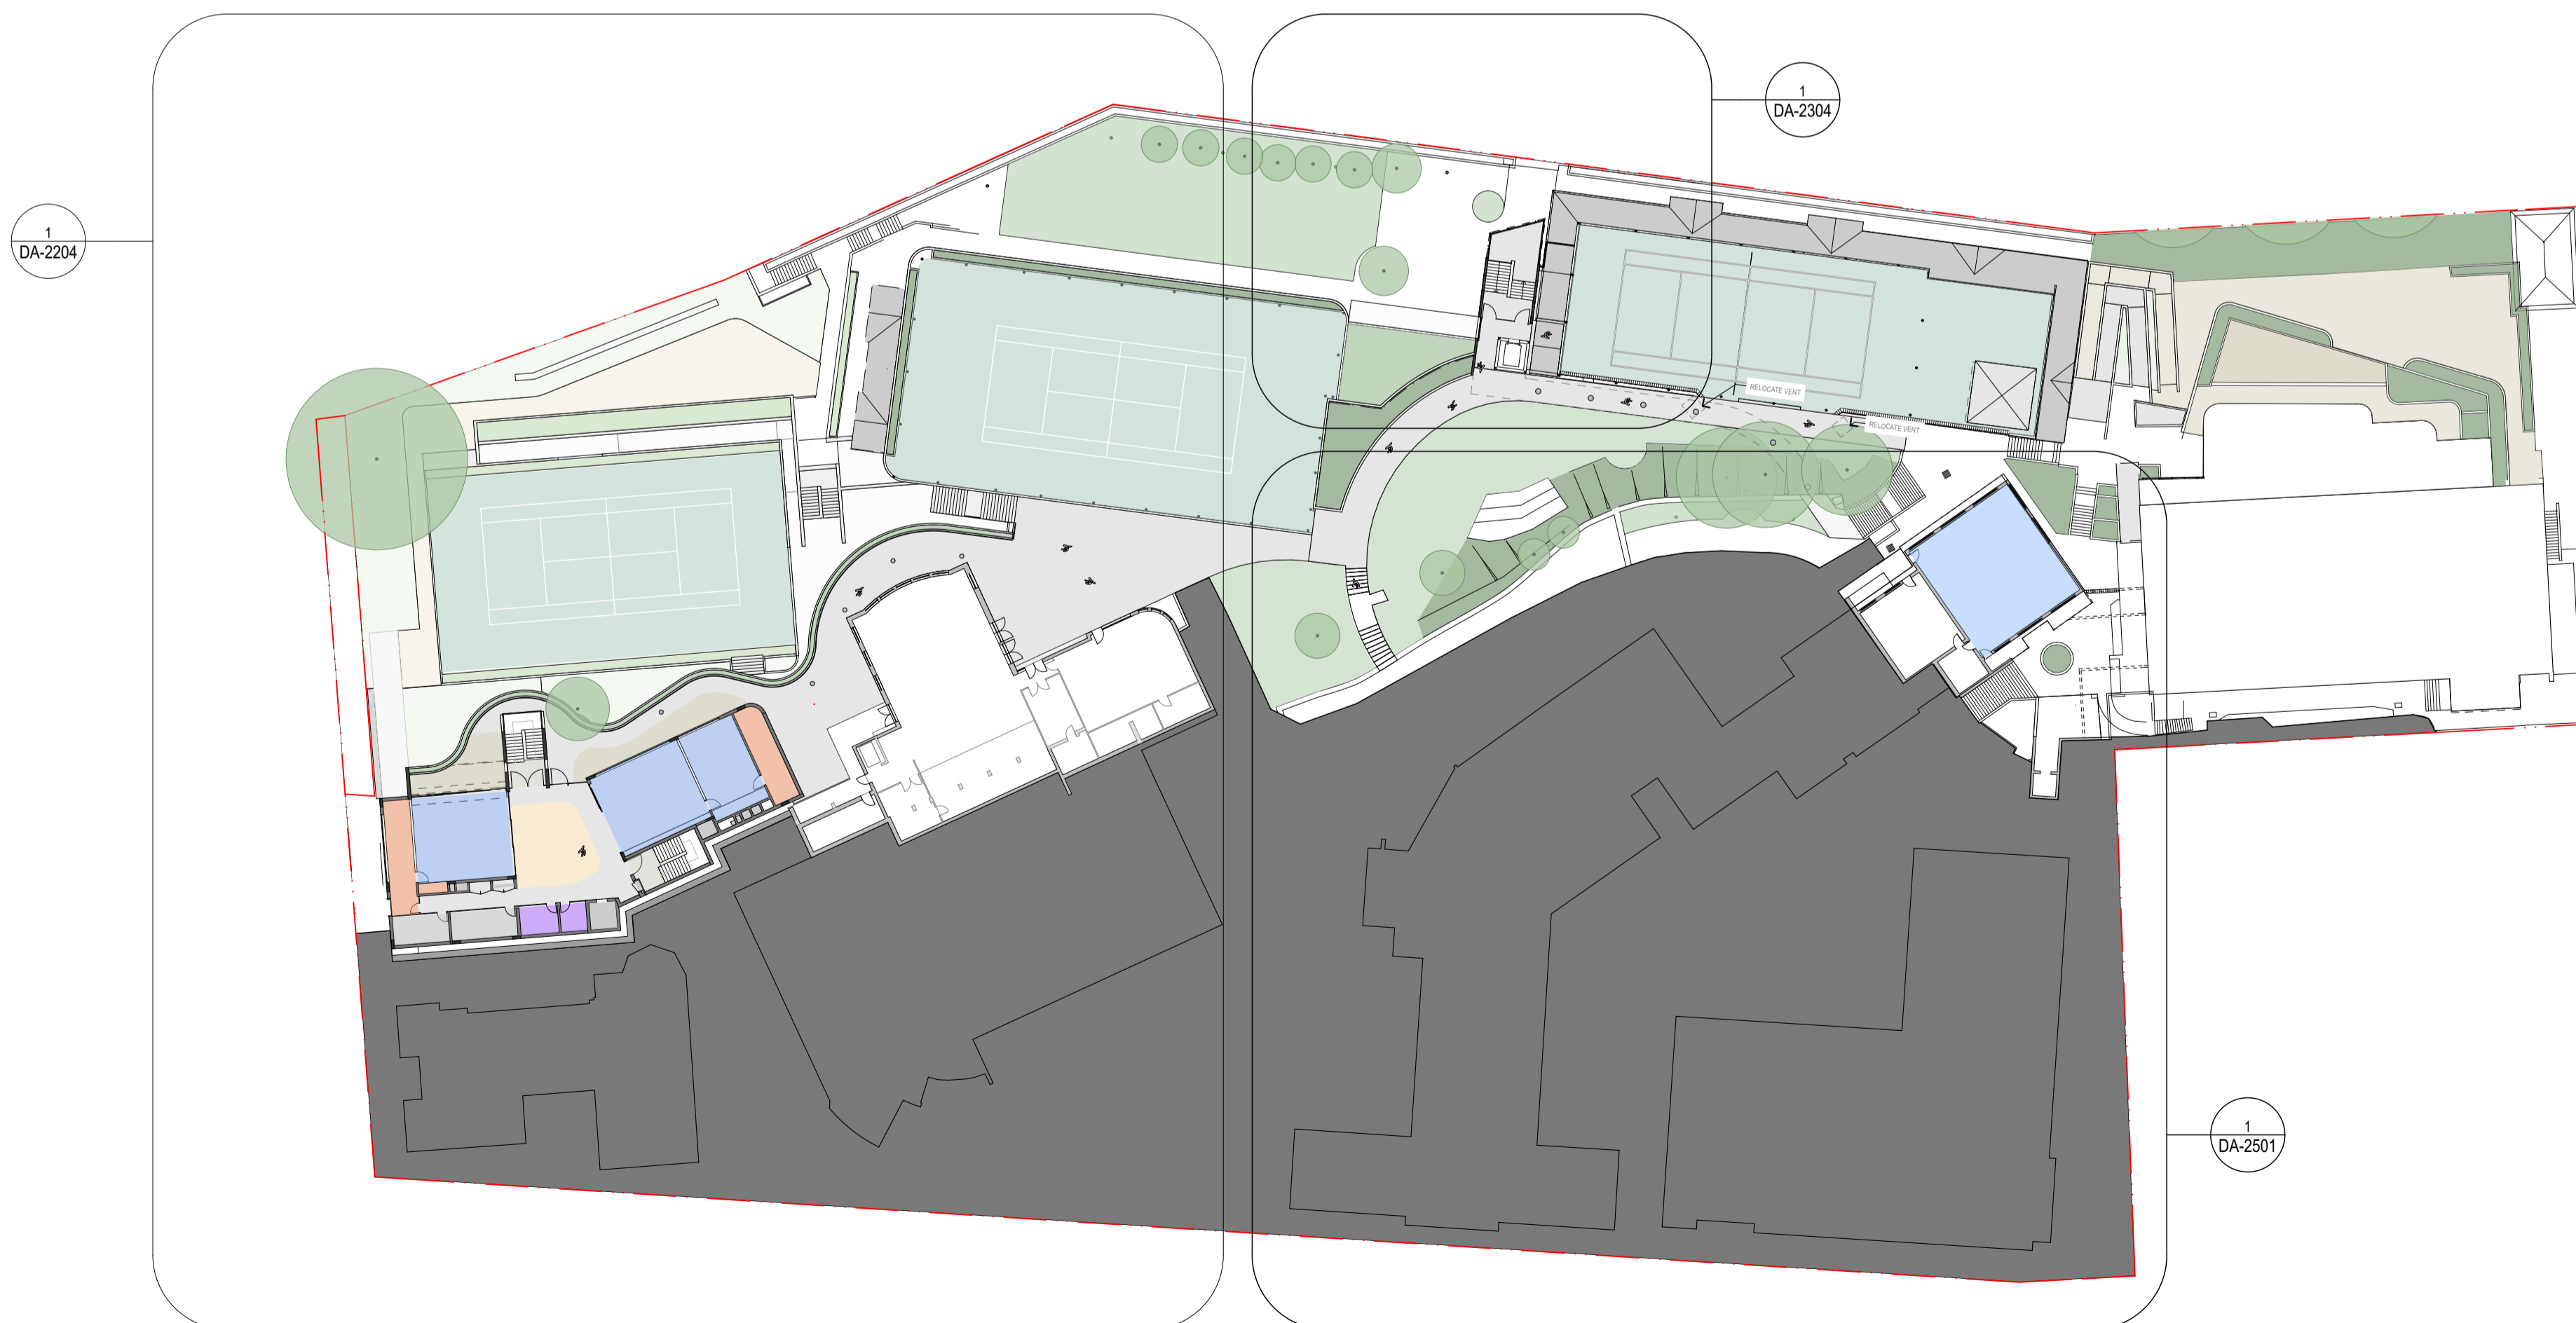 1
DA-2304
1
DA-2204
RELOCATE VENT
RELOCATE VENT
1
DA-2501